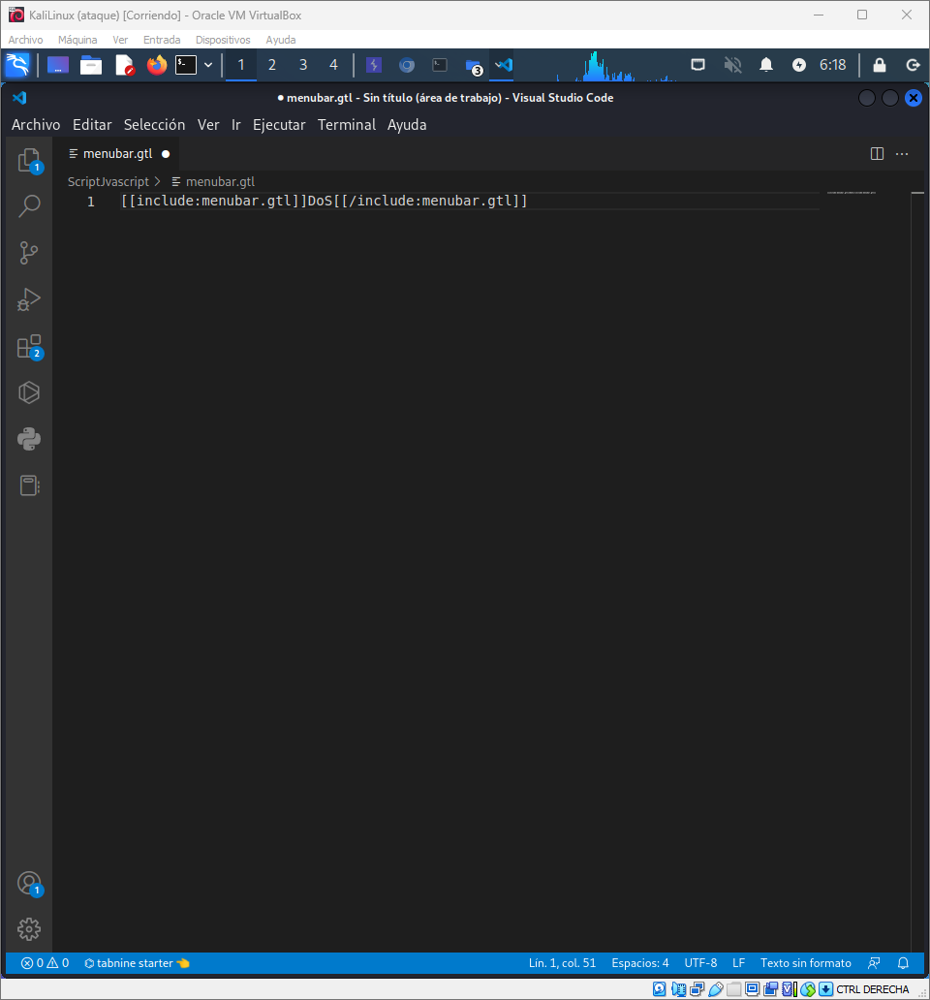 KaliLinux (ataque) [Corriendo] - Oracle VM VirtualBox
Archivo Máquina Ver Entrada Dispositivos Ayuda
1 2 3 4 3 6:18
● menubar.gtl - Sin título (área de trabajo) - Visual Studio Code
Archivo Editar Selección Ver Ir Ejecutar Terminal Ayuda
menubar.gtl ●
ScriptJvascript > menubar.gtl
1 [[include:menubar.gtl]]DoS[[/include:menubar.gtl]]
1
2
1
0 0 tabnine starter Lín. 1, col. 51 Espacios: 4 UTF-8 LF Texto sin formato
CTRL DERECHA